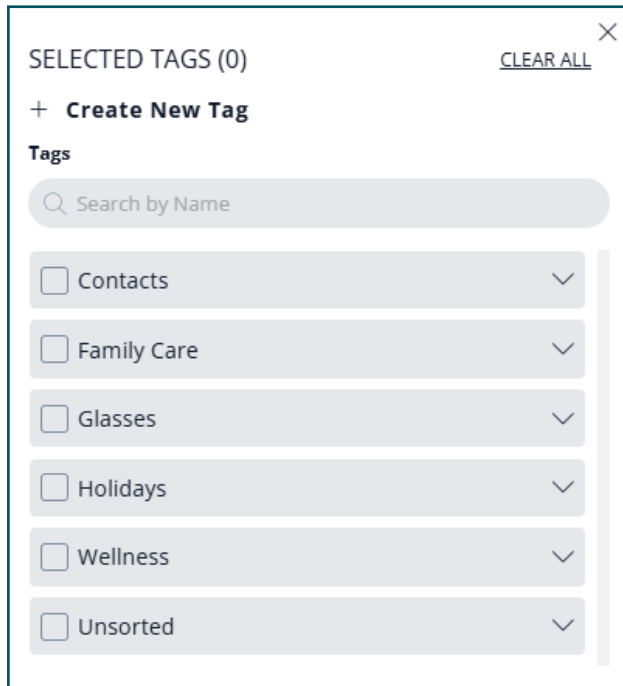 SELECTED TAGS (0) CLEAR ALL
+ Create New Tag
Tags
Search by Name
Contacts
Family Care
Glasses
Holidays
Wellness
Unsorted